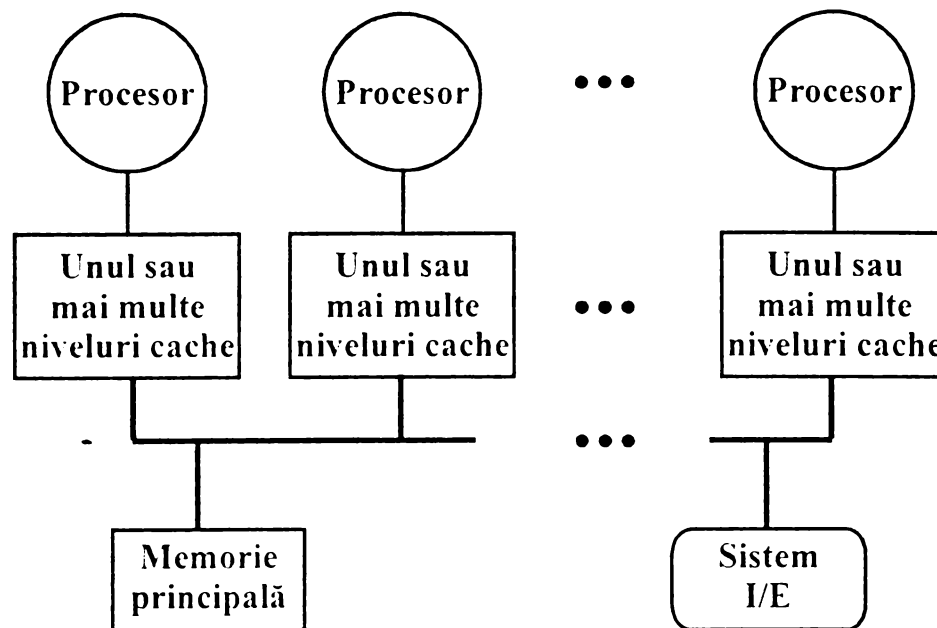 Procesor
Procesor
Procesor
Unul sau
mai multe
niveluri cache
Unul sau
mai multe
niveluri cache
Unul sau
mai multe
niveluri cache
Memorie
principală
Sistem
I/E